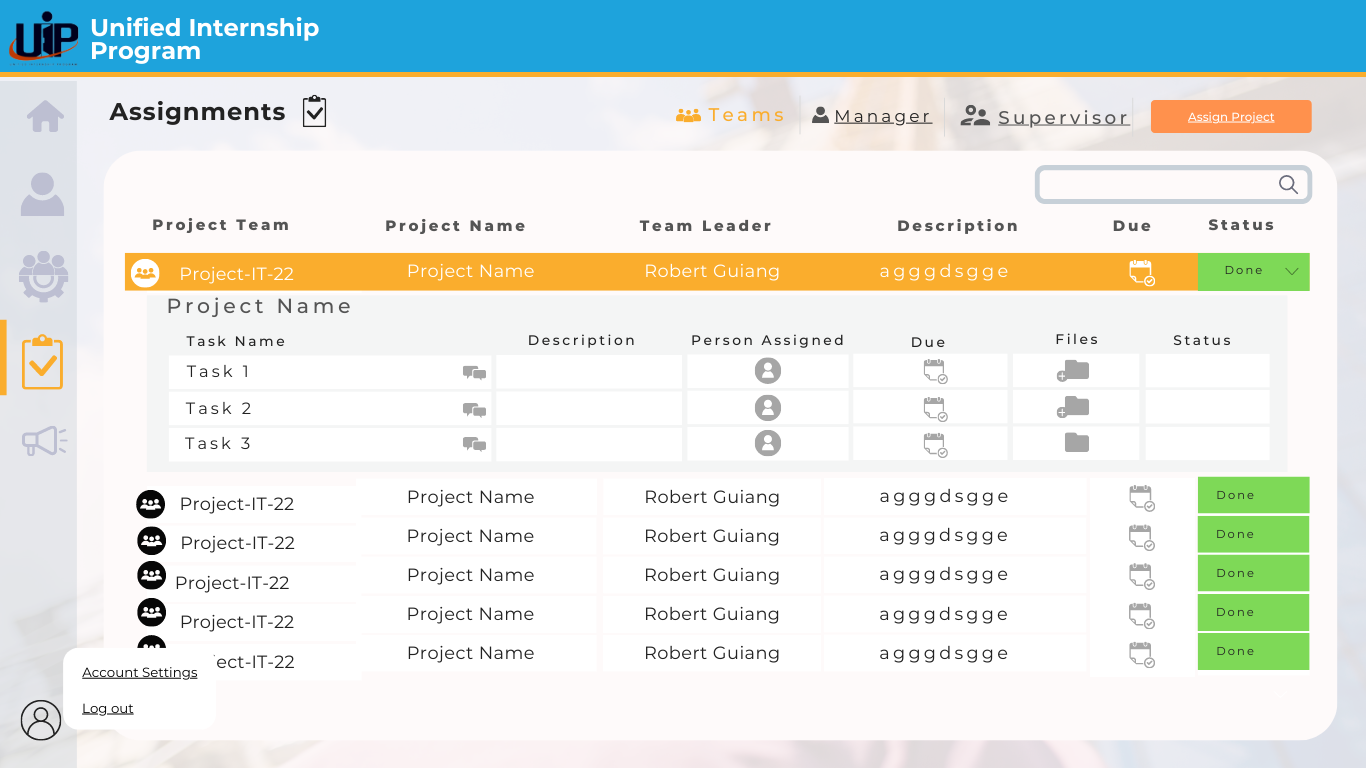 UiP
Unified Internship
Program
Assignments
Teams
Manager
Supervisor
Assign Project
Project Team
Project Name
Team Leader
Description
Due
Status
Project-IT-22
Project Name
Robert Guiang
agggdsgge
Done
Project Name
Task Name
Description
Person Assigned
Due
Files
Status
Task 1
Task 2
Task 3
Project-IT-22
Project Name
Robert Guiang
agggdsgge
Done
Project-IT-22
Project Name
Robert Guiang
agggdsgge
Done
Project-IT-22
Project Name
Robert Guiang
agggdsgge
Done
Project-IT-22
Project Name
Robert Guiang
agggdsgge
Done
ect-IT-22
Project Name
Robert Guiang
agggdsgge
Done
Account Settings
Log out